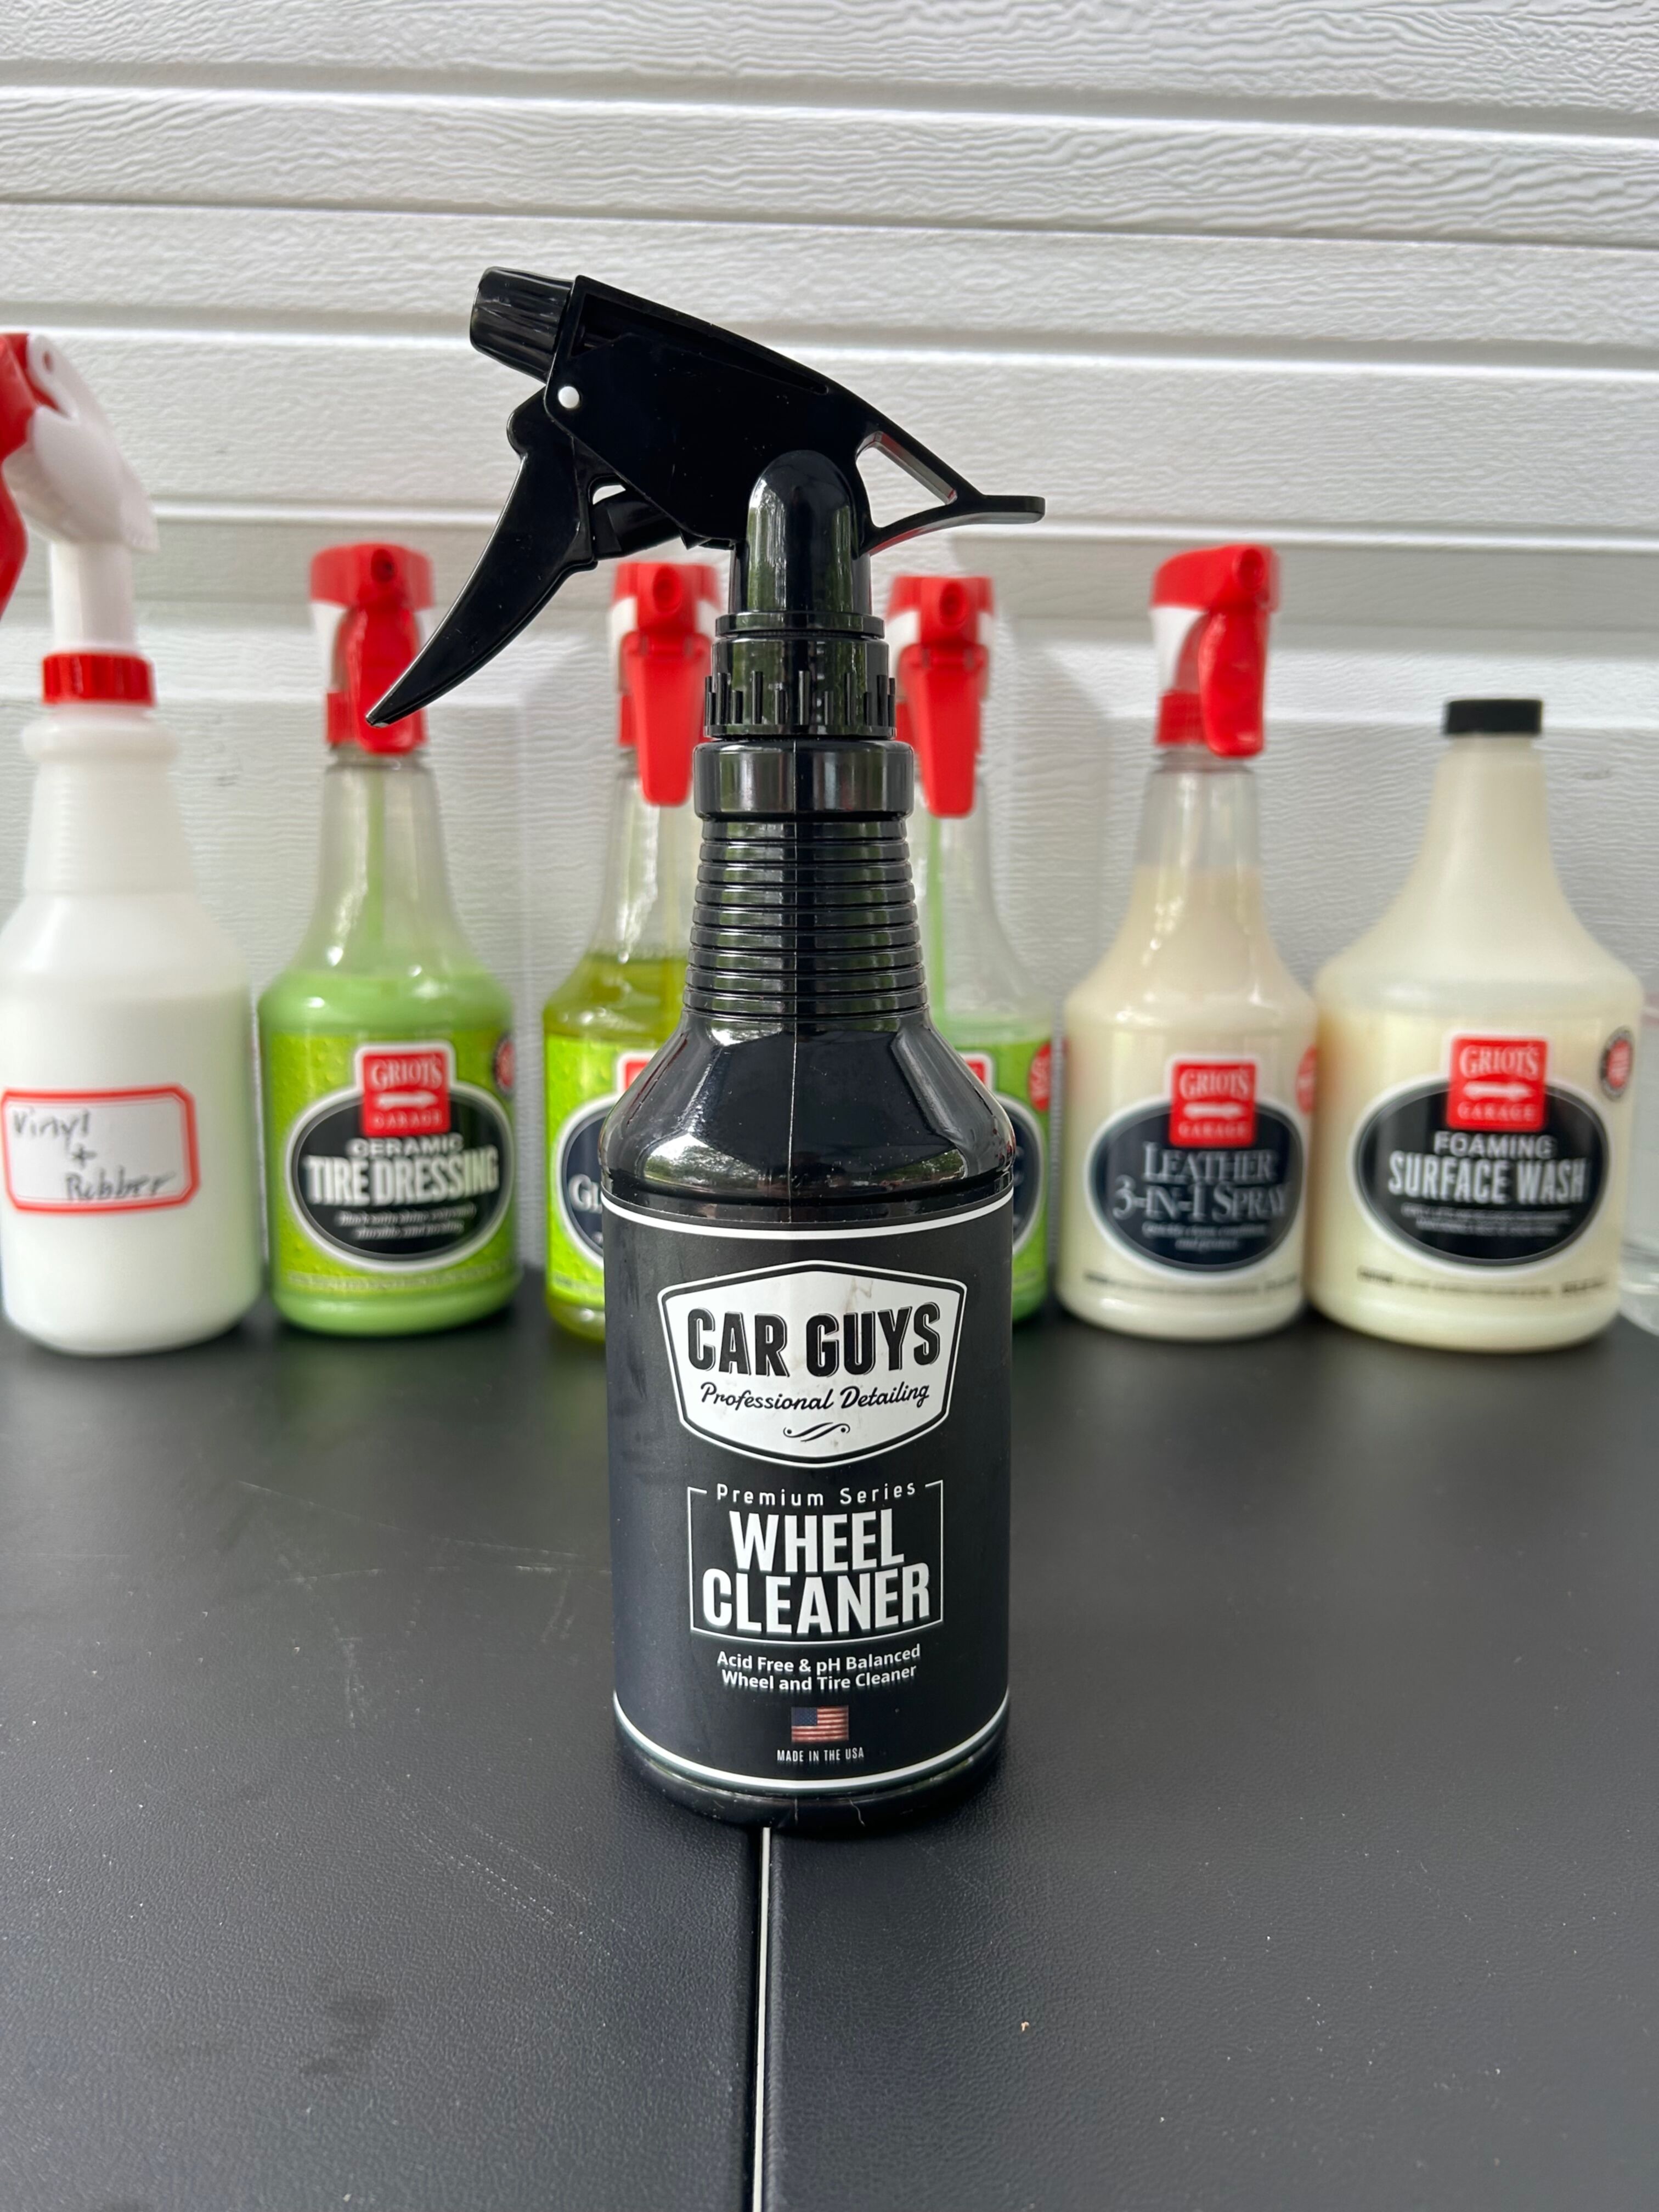 Vinyl
+
Rubber
GRIOT'S
GARAGE
CERAMIC
TIRE DRESSING
GRIOT'S
GARAGE
LEATHER
3-IN-1 SPRAY
GRIOT'S
GARAGE
FOAMING
SURFACE WASH
CAR GUYS
Professional Detailing
Premium Series
WHEEL
CLEANER
Acid Free & pH Balanced
Wheel and Tire Cleaner
MADE IN THE USA